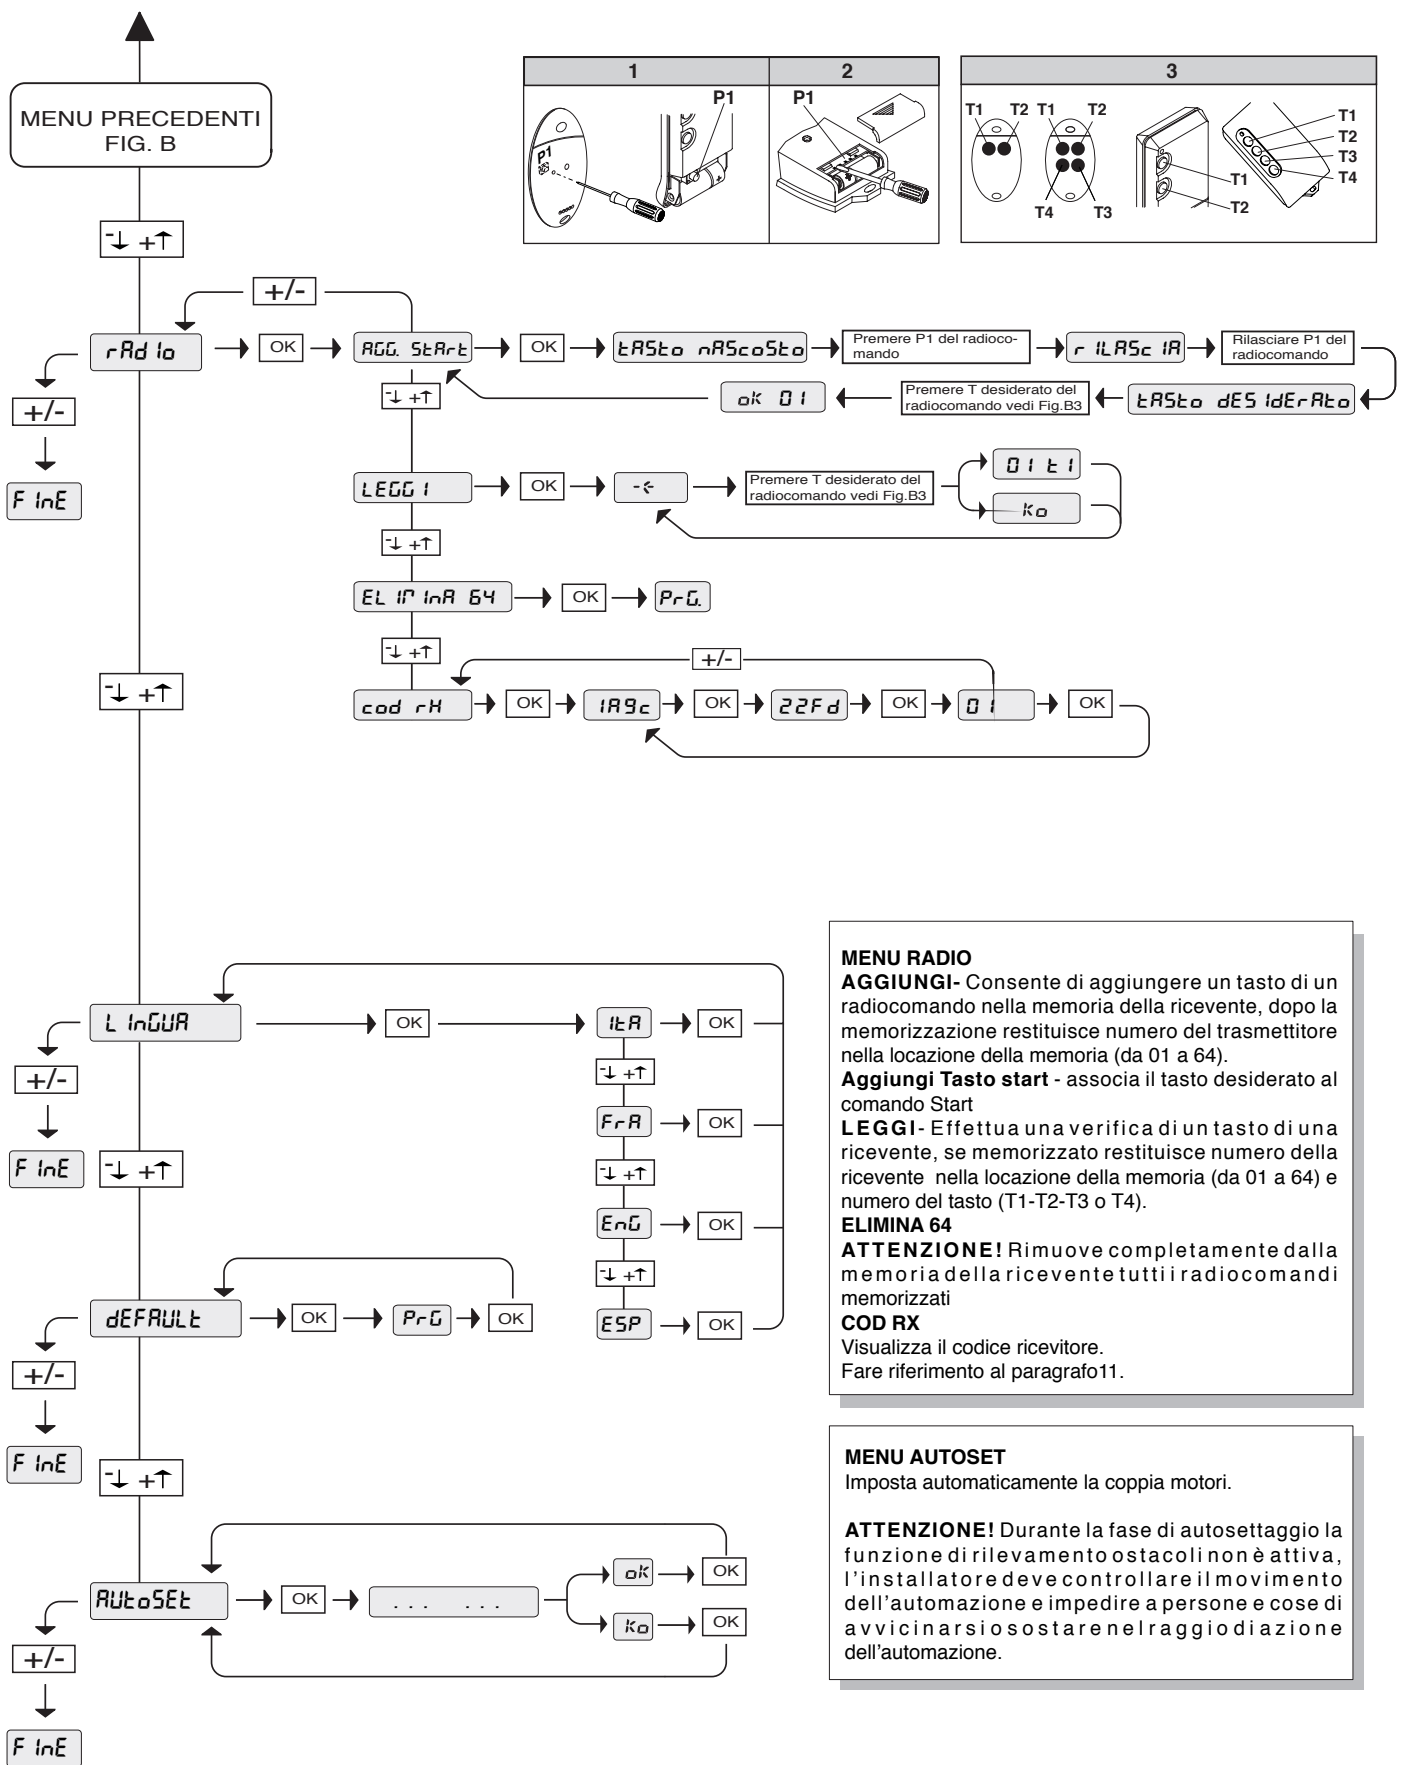 MENU PRECEDENTI
FIG. B
1
2
P1
P1
P1
3
T1 T2 T1 T2
T4 T3
T1
T2
T1
T2
T3
T4
-↓ +↑
+/-
rAdIo
OK
AGG. StArt
OK
tASto nAScoSto
Premere P1 del radioco-
mando
rILAScIA
Rilasciare P1 del
radiocomando
+/-
FInE
-↓ +↑
oK 01
Premere T desiderato del
radiocomando vedi Fig.B3
tASto dESIdErAto
LEGGI
OK
Premere T desiderato del
radiocomando vedi Fig.B3
01 t1
Ko
-↓ +↑
ELIMInA 64
OK
PrG.
-↓ +↑
+/-
-↓ +↑
cod rH
OK
1A9c
OK
22Fd
OK
01
OK
LInGUA
OK
ItA
OK
-↓ +↑
+/-
FrA
OK
FInE
-↓ +↑
-↓ +↑
EnG
OK
-↓ +↑
dEFAULt
OK
PrG
OK
ESP
OK
+/-
FInE
-↓ +↑
AUtoSEt
OK
... ...
oK
OK
Ko
OK
+/-
FInE
MENU RADIO
AGGIUNGI- Consente di aggiungere un tasto di un
radiocomando nella memoria della ricevente, dopo la
memorizzazione restituisce numero del trasmettitore
nella locazione della memoria (da 01 a 64).
Aggiungi Tasto start - associa il tasto desiderato al
comando Start
LEGGI- Effettua una verifica di un tasto di una
ricevente, se memorizzato restituisce numero della
ricevente nella locazione della memoria (da 01 a 64) e
numero del tasto (T1-T2-T3 o T4).
ELIMINA 64
ATTENZIONE! Rimuove completamente dalla
memoria della ricevente tutti i radiocomandi
memorizzati
COD RX
Visualizza il codice ricevitore.
Fare riferimento al paragrafo11.
MENU AUTOSET
Imposta automaticamente la coppia motori.
ATTENZIONE! Durante la fase di autosettaggio la
funzione di rilevamento ostacoli non è attiva,
l'installatore deve controllare il movimento
dell'automazione e impedire a persone e cose di
avvicinarsi o sostare nel raggio di azione
dell'automazione.